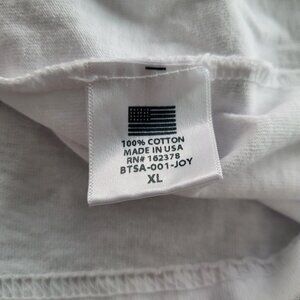 100% COTTON
MADE IN USA
RN# 162378
BTSA-001-JOY
XL